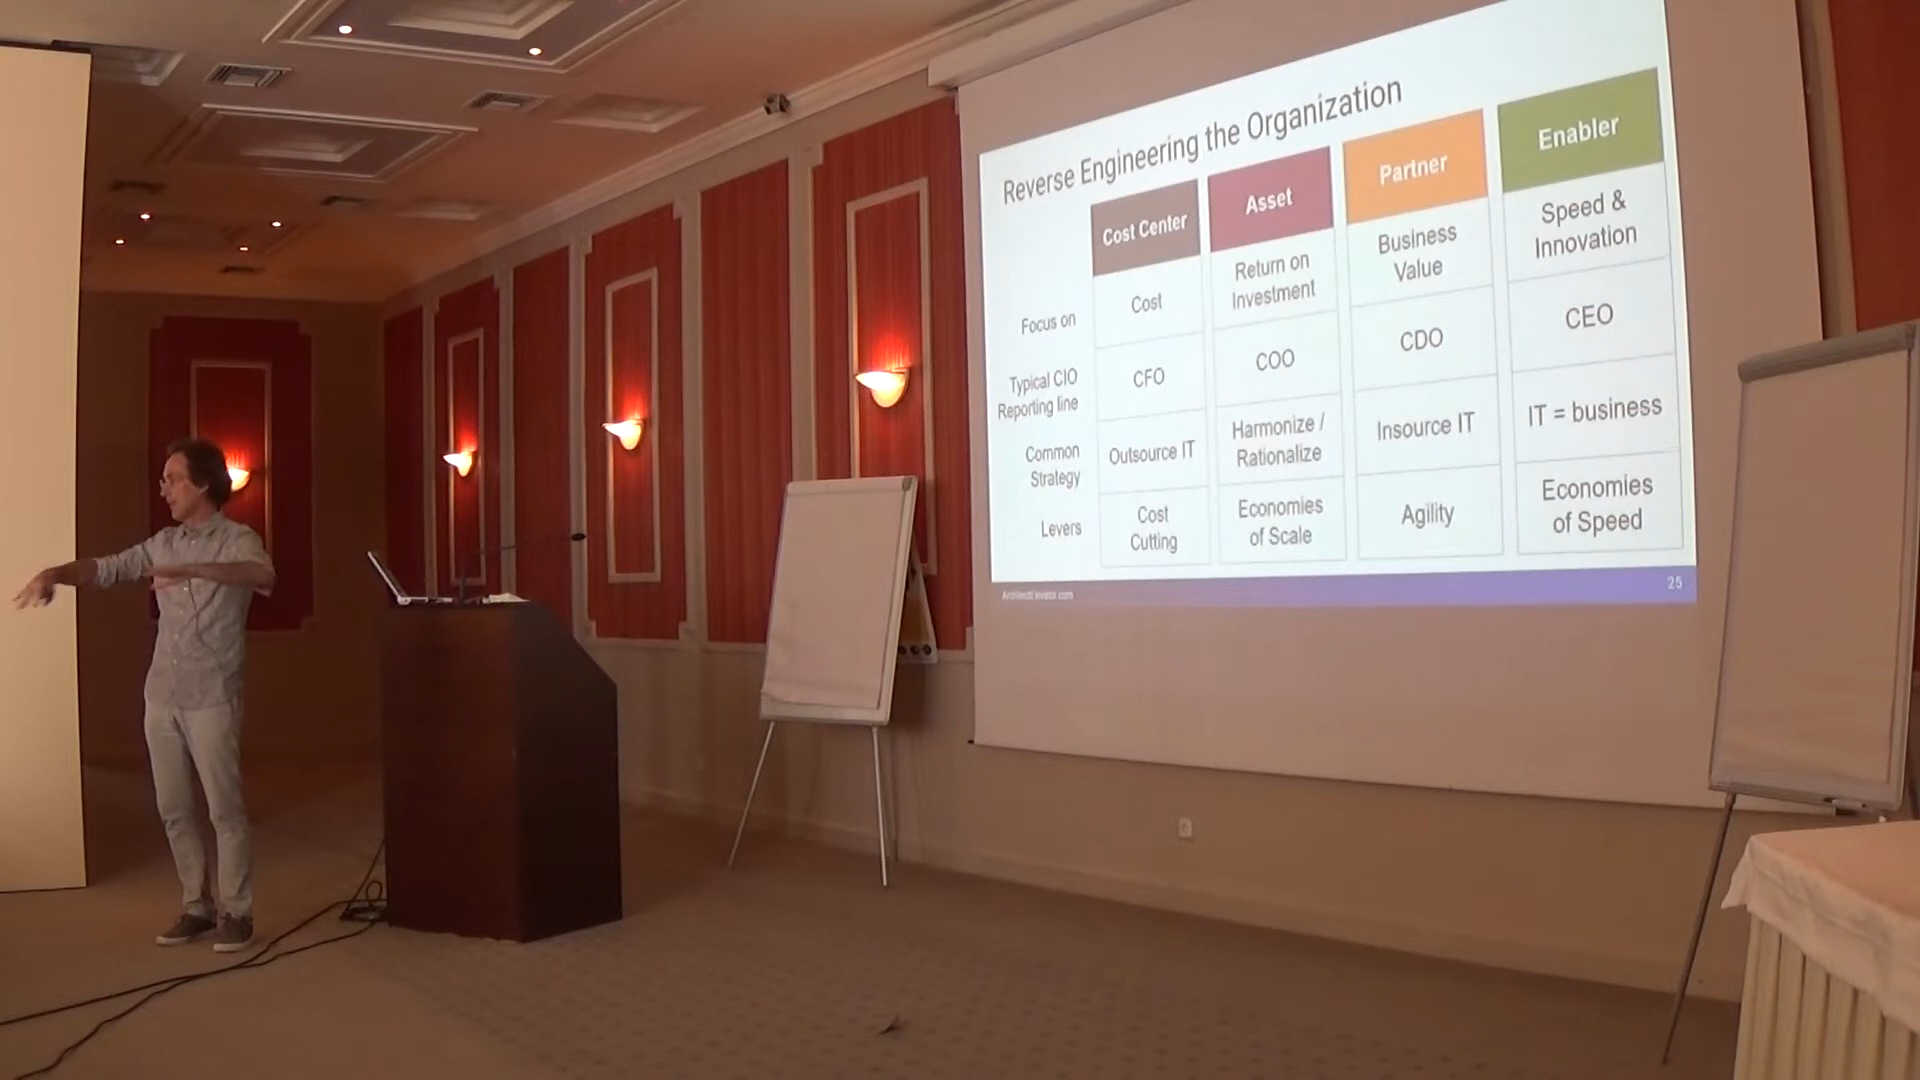 Reverse Engineering the Organization
Cost Center Asset Partner Enabler
Focus on Cost Return on Investment Business Value Speed & Innovation
Typical CIO Reporting line CFO COO CDO CEO
Common Strategy Outsource IT Harmonize / Rationalize Insource IT IT = business
Levers Cost Cutting Economies of Scale Agility Economies of Speed
ArchitectElevator.com 25